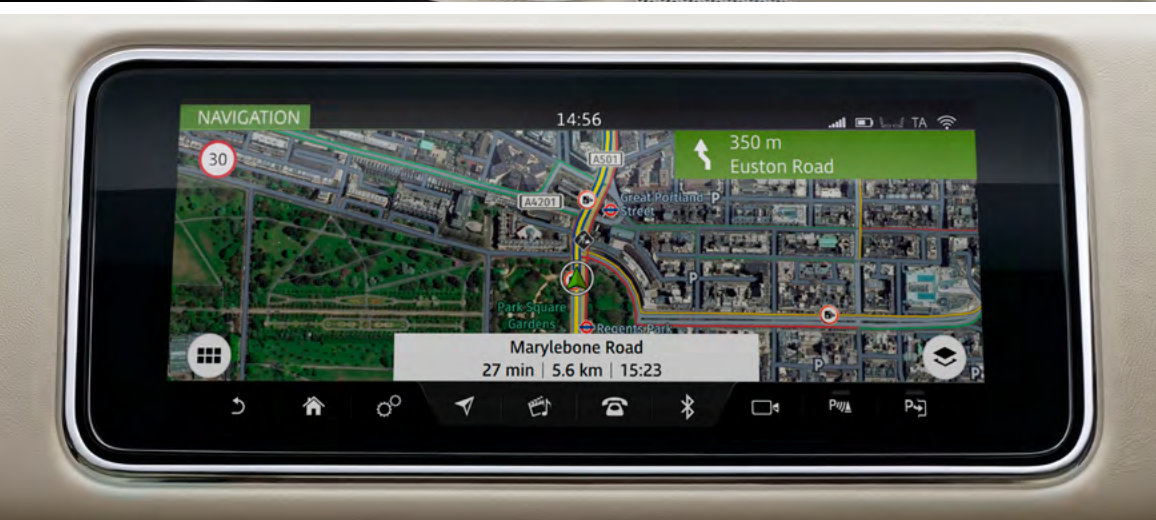 NAVIGATION
14:56
TA
30
350 m
Euston Road
A501
A4201
Great Portland
Street
P
P
Park Square
Gardens
Regents Park
Marylebone Road
27 min | 5.6 km | 15:23
P
P
P
P